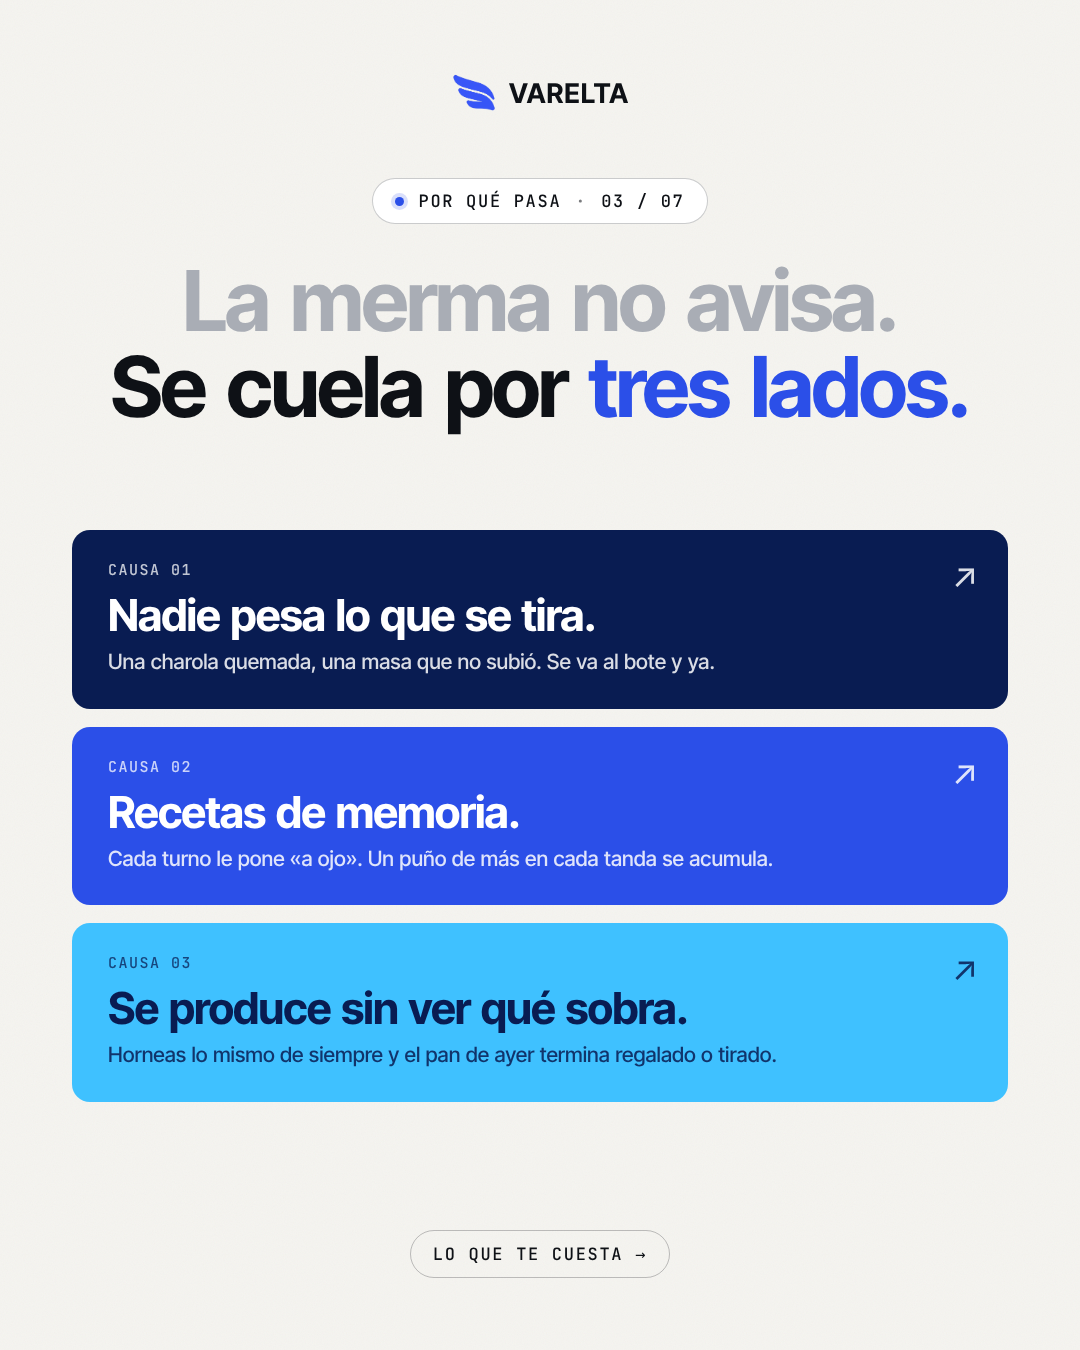 VARELTA
POR QUÉ PASA · 03 / 07
La merma no avisa.
Se cuela por tres lados.
CAUSA 01
Nadie pesa lo que se tira.
Una charola quemada, una masa que no subió. Se va al bote y ya.
CAUSA 02
Recetas de memoria.
Cada turno le pone «a ojo». Un puño de más en cada tanda se acumula.
CAUSA 03
Se produce sin ver qué sobra.
Horneas lo mismo de siempre y el pan de ayer termina regalado o tirado.
LO QUE TE CUESTA →